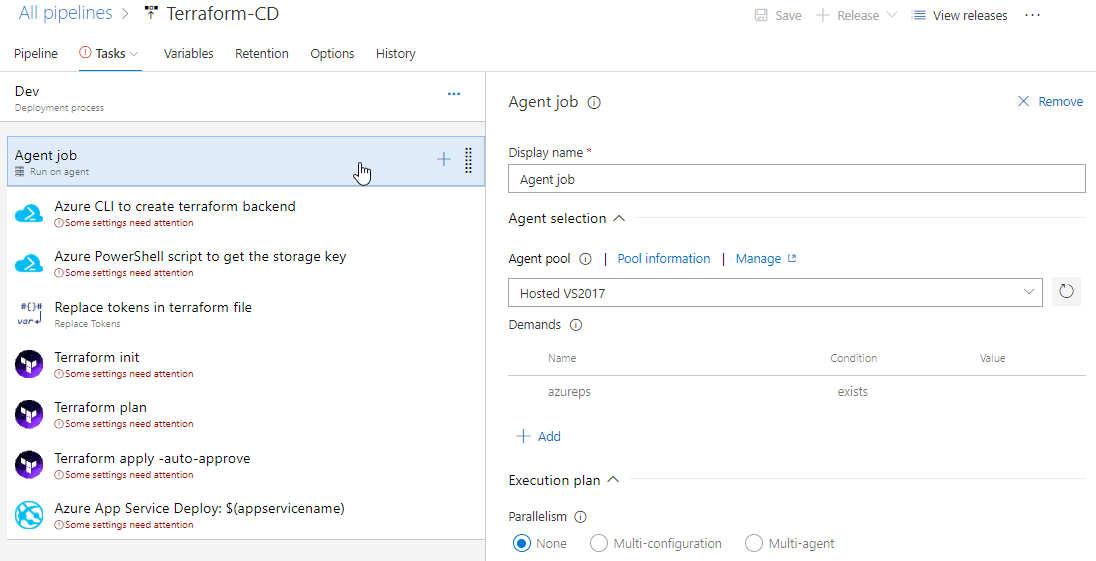 All pipelines > Terraform-CD
Save Release View releases ...
Pipeline Tasks Variables Retention Options History
Dev
Deployment process
...
Agent job
Run on agent
Azure CLI to create terraform backend
Some settings need attention
Azure PowerShell script to get the storage key
Some settings need attention
#{}#
var
Replace tokens in terraform file
Replace Tokens
Terraform init
Some settings need attention
Terraform plan
Some settings need attention
Terraform apply -auto-approve
Some settings need attention
Azure App Service Deploy: $(appservicename)
Some settings need attention
Agent job
Remove
Display name *
Agent job
Agent selection
Agent pool | Pool information | Manage
Hosted VS2017
Demands
Name Condition Value
azureps exists
+ Add
Execution plan
Parallelism
None Multi-configuration Multi-agent